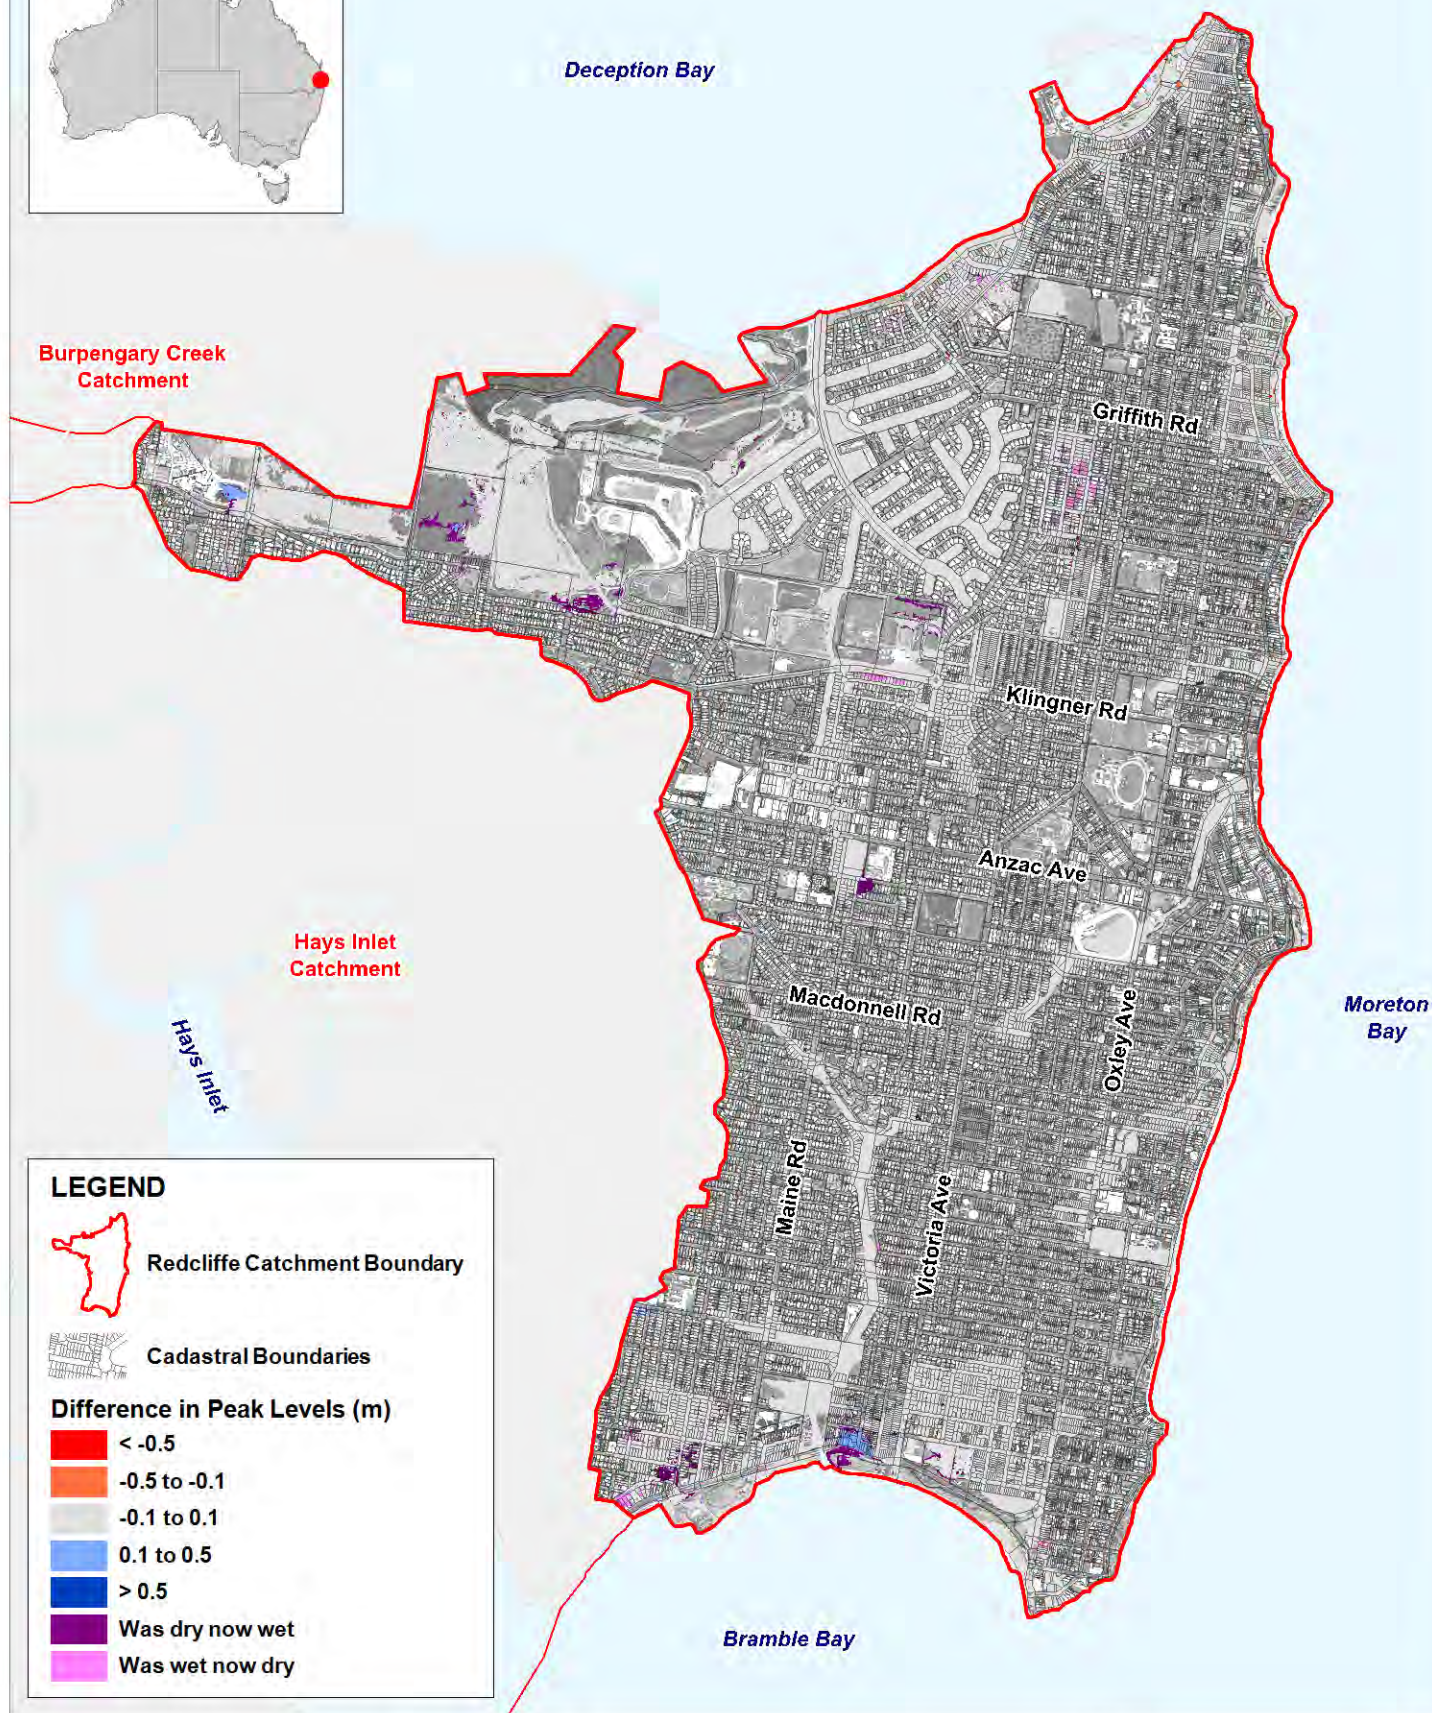 Deception Bay
Burpengary Creek
Catchment
Griffith Rd
Klingner Rd
Anzac Ave
Hays Inlet
Catchment
Macdonnell Rd
Oxley Ave
Moreton
Bay
Hays Inlet
Maine Rd
Victoria Ave
LEGEND
Redcliffe Catchment Boundary
Cadastral Boundaries
Difference in Peak Levels (m)
< -0.5
-0.5 to -0.1
-0.1 to 0.1
0.1 to 0.5
> 0.5
Was dry now wet
Was wet now dry
Bramble Bay